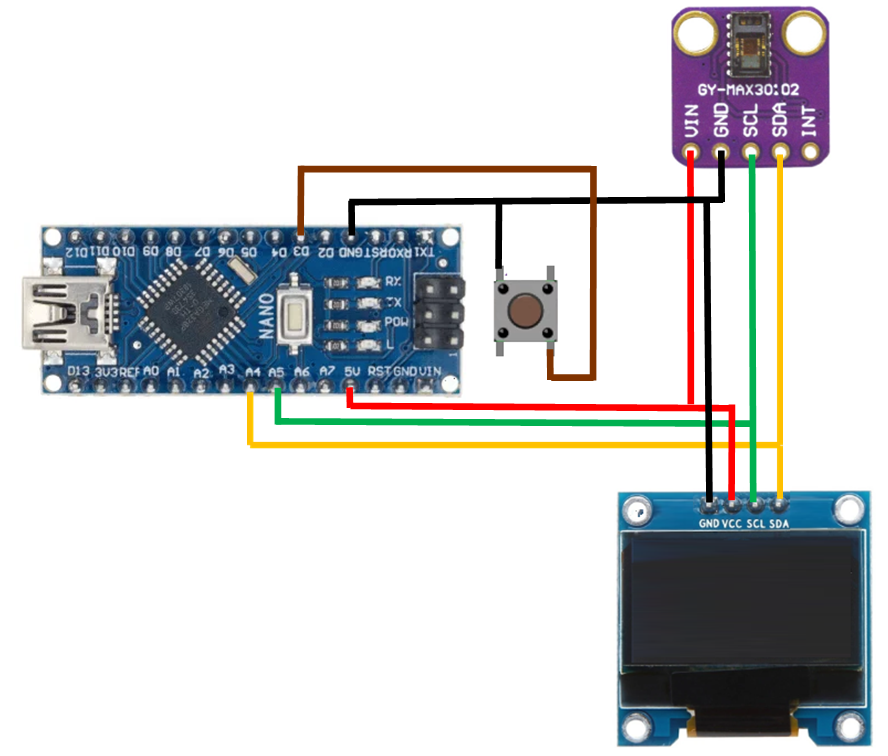 GY-MAX30102
VIN GND SCL SDA INT
D12 D11 D10 D9 D8 D7 D6 D5 D4 D3 D2 GND RST RX0 TX1
RX
TX
POW
L
NANO
1
D13 3V3 REF A0 A1 A2 A3 A4 A5 A6 A7 5V RST GND VIN
GND VCC SCL SDA